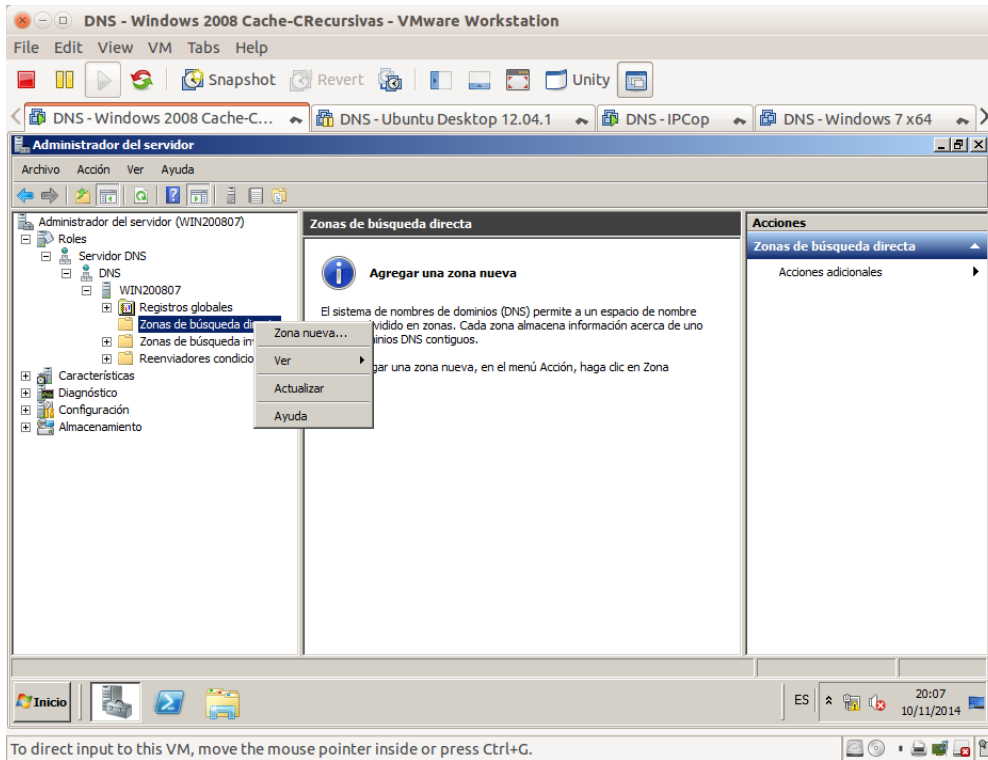 DNS - Windows 2008 Cache-CRecursivas - VMware Workstation
File Edit View VM Tabs Help
Snapshot Revert Unity
DNS - Windows 2008 Cache-C... DNS - Ubuntu Desktop 12.04.1 DNS - IPCop DNS - Windows 7 x64
Administrador del servidor
Archivo Acción Ver Ayuda
Administrador del servidor (WIN200807)
Roles
Servidor DNS
DNS
WIN200807
Registros globales
Zonas de búsqueda
Zonas de búsqueda
Reenviadores condicio
Características
Diagnóstico
Configuración
Almacenamiento
Zona nueva...
Ver
Actualizar
Ayuda
Zonas de búsqueda directa
Agregar una zona nueva
El sistema de nombres de dominios (DNS) permite a un espacio de nombre
vidido en zonas. Cada zona almacena información acerca de uno
inios DNS contiguos.
gar una zona nueva, en el menú Acción, haga clic en Zona
Acciones
Zonas de búsqueda directa
Acciones adicionales
Inicio
ES
20:07
10/11/2014
To direct input to this VM, move the mouse pointer inside or press Ctrl+G.